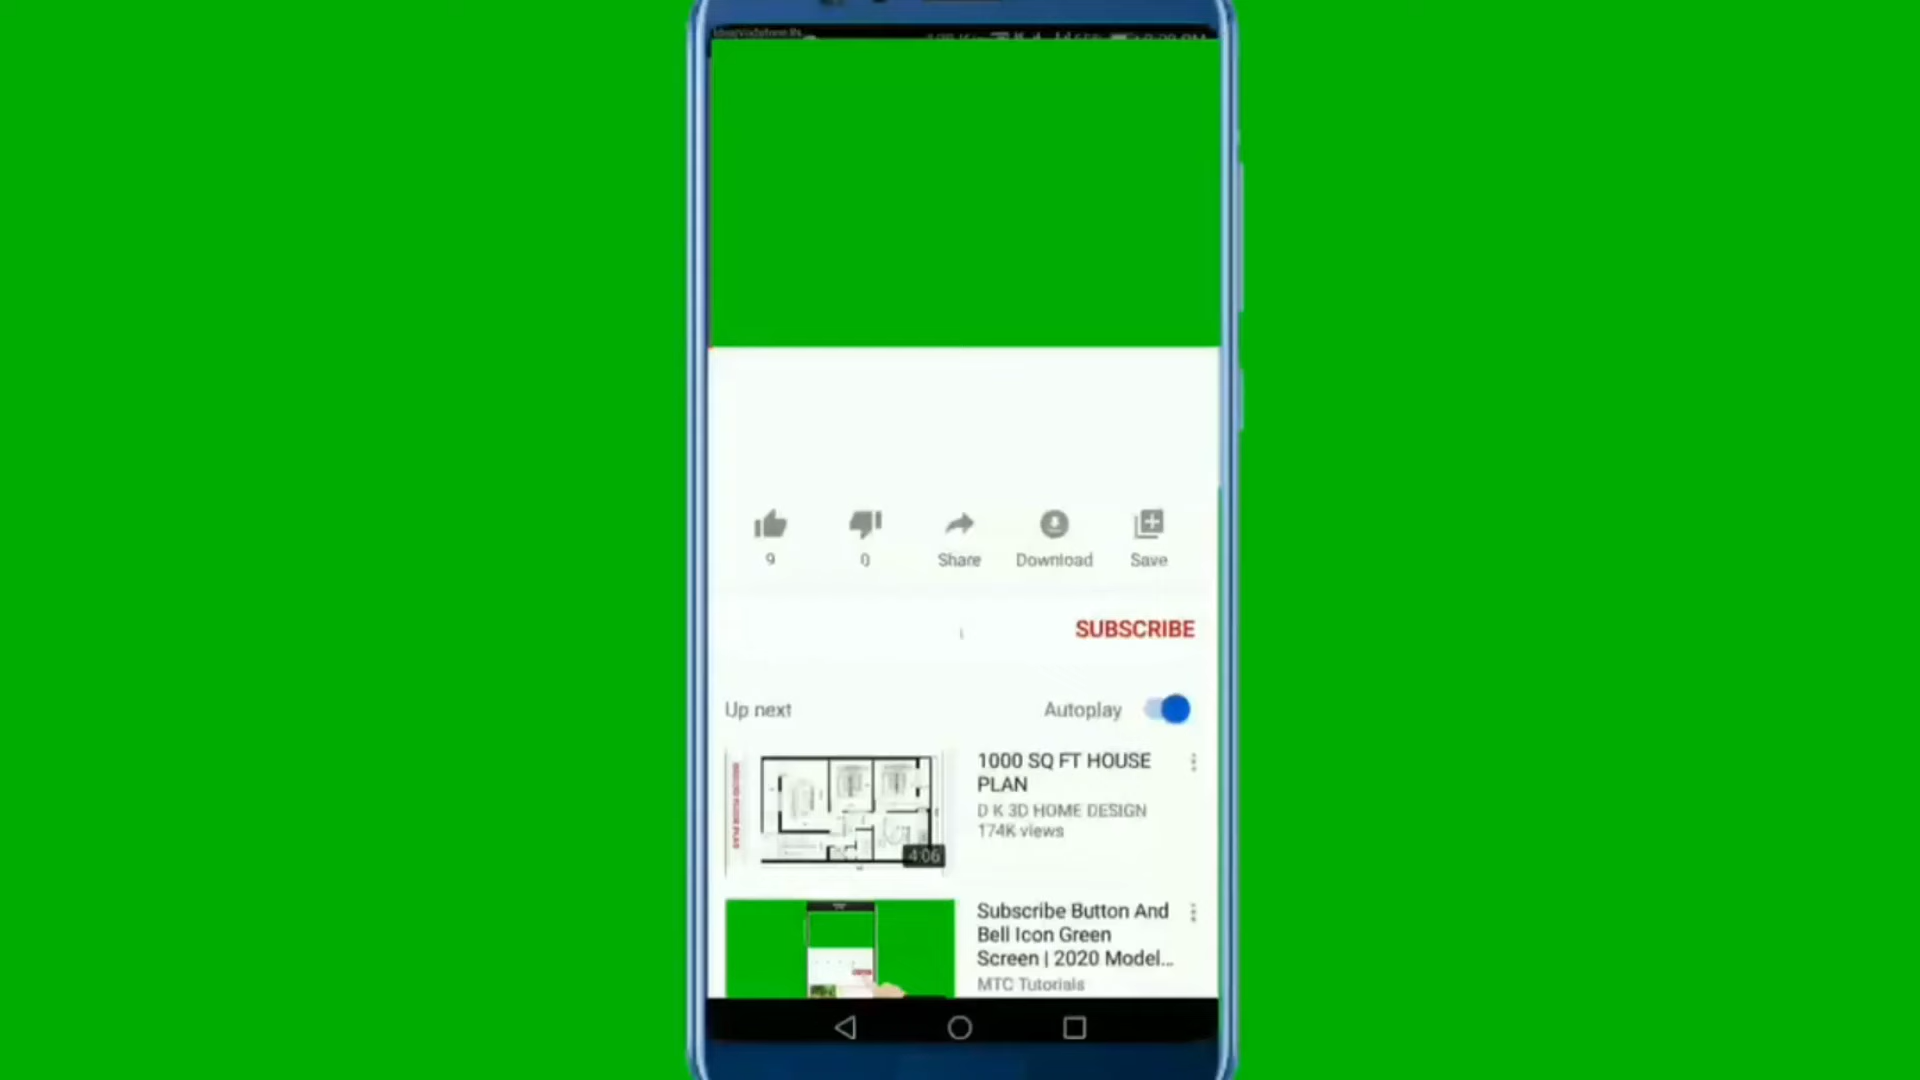 9
0
Share
Download
Save
SUBSCRIBE
Up next
Autoplay
1000 SQ FT HOUSE
PLAN
D K 3D HOME DESIGN
174K views
4:06
Subscribe Button And
Bell Icon Green
Screen | 2020 Model...
MTC Tutorials